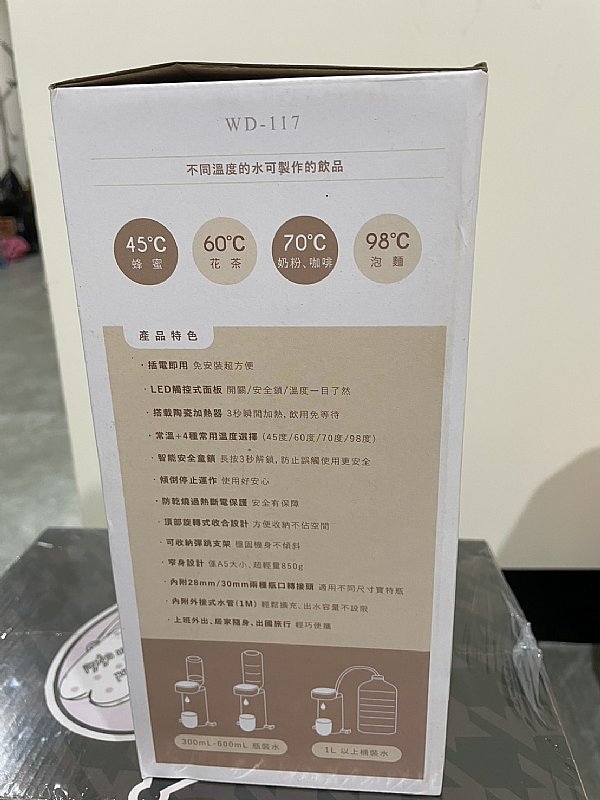 WD-117
不同溫度的水可製作的飲品
45°C 60°C 70°C 98°C
蜂蜜 花茶 奶粉、咖啡 泡麵
產品特色
·插電即用 免安裝超方便
·LED觸控式面板 開關/安全鎖/溫度一目了然
·搭載陶瓷加熱器 3秒瞬間加熱,飲用免等待
·常溫+4種常用溫度選擇 (45度/60度/70度/98度)
·智能安全童鎖 長按3秒解鎖,防止誤觸使用更安全
·傾倒停止運作 使用好安心
·防乾燒過熱斷電保護 安全有保障
·頂部旋轉式收合設計 方便收納不佔空間
·可收納彈跳支架 穩固機身不傾斜
·窄身設計 僅A5大小、超輕量850g
·內附28mm/30mm兩種瓶口轉接頭 適用不同尺寸寶特瓶
·內附外接式水管(1M) 輕鬆擴充、出水容量不設限
·上班外出、居家隨身、出國旅行 輕巧便攜
300mL-600mL 瓶裝水
1L 以上桶裝水